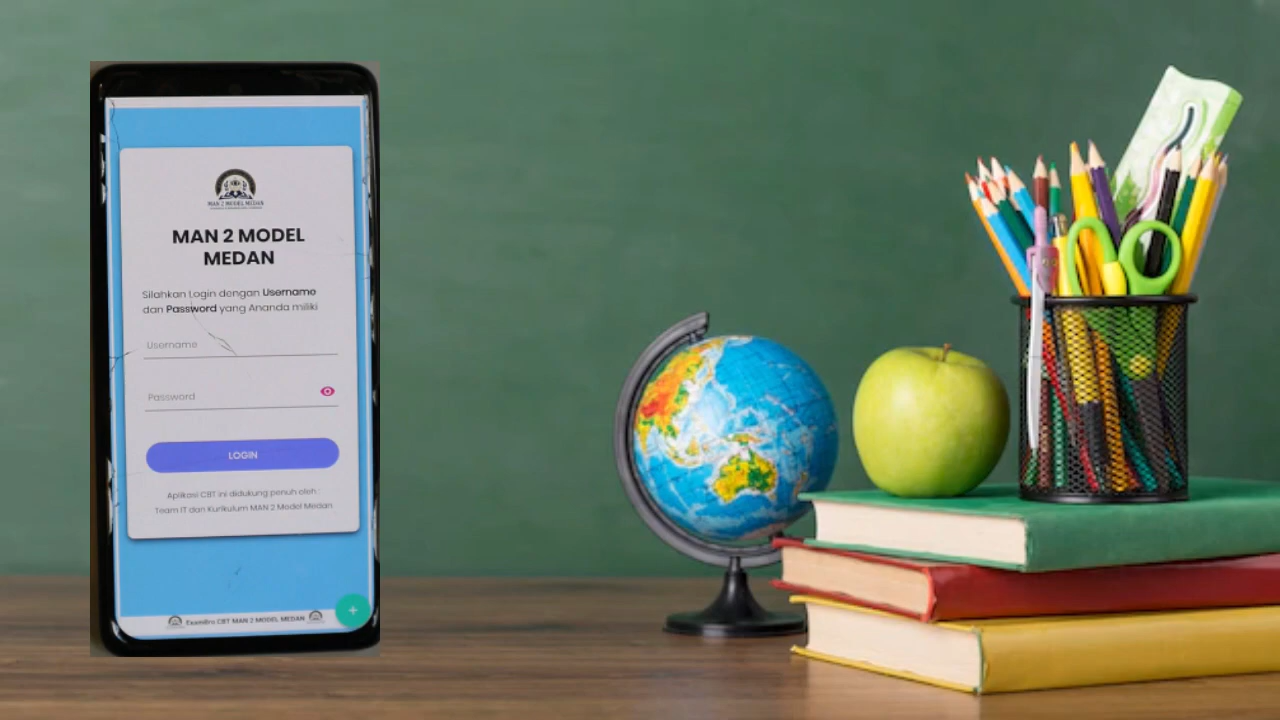 MAN 2 MODEL MEDAN
MAN 2 MODEL
MEDAN
Silahkan Login dengan Username
dan Password yang Ananda miliki
Username
Password
LOGIN
Aplikasi CBT ini didukung penuh oleh :
Team IT dan Kurikulum MAN 2 Model Medan
ExamBro CBT MAN 2 MODEL MEDAN